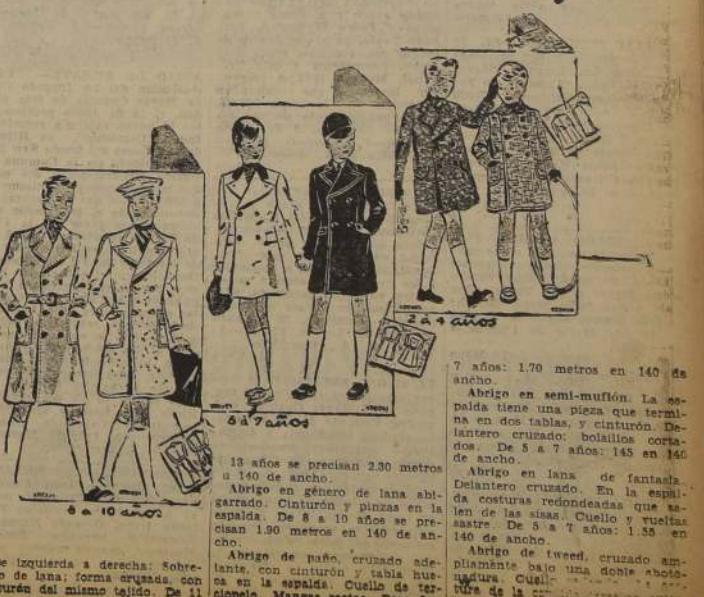 2 á 4 años
5 á 7 años
8 a 10 años
izquierda a derecha: Sobre-
de lana; forma cruzada, con
del mismo tejido. De 11
13 años se precisan 2.30 metros
140 de ancho.
Abrigo en género de lana abi-
garrado. Cinturón y pinzas en la
espalda. De 8 a 10 años se pre-
cisan 1.90 metros en 140 de an-
cho.
Abrigo de paño, cruzado ade-
lante, con cinturón y tabla hue-
ca en la espalda. Cuello de ter-
ciopelo.
7 años: 1.70 metros en 140 de
ancho.
Abrigo en semi-muflón. La es-
palda tiene una pieza que termi-
na en dos tablas, y cinturón. De-
lantero cruzado: bolsillos corta-
dos. De 5 a 7 años: 145 en 140
de ancho.
Abrigo en lana de fantasía.
Delantero cruzado. En la espal-
da costuras redondeadas que sa-
len de las sisas. Cuello y vueltas
sastre. De 5 a 7 años: 1.55 en
140 de ancho.
Abrigo de tweed, cruzado am-
pliamente bajo una doble aboto-
nadura.
de la